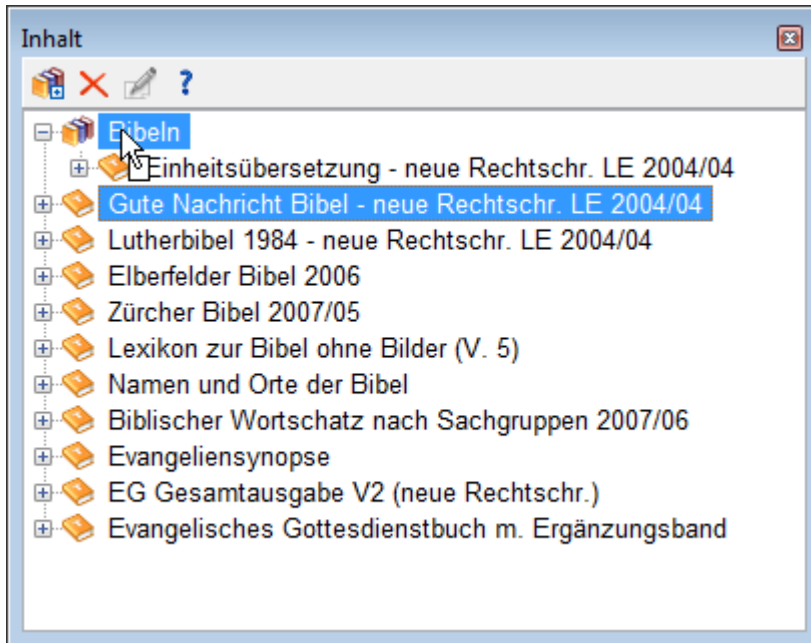 Inhalt
?
Bibeln
Einheitsübersetzung - neue Rechtschr. LE 2004/04
Gute Nachricht Bibel - neue Rechtschr. LE 2004/04
Lutherbibel 1984 - neue Rechtschr. LE 2004/04
Elberfelder Bibel 2006
Zürcher Bibel 2007/05
Lexikon zur Bibel ohne Bilder (V. 5)
Namen und Orte der Bibel
Biblischer Wortschatz nach Sachgruppen 2007/06
Evangeliensynopse
EG Gesamtausgabe V2 (neue Rechtschr.)
Evangelisches Gottesdienstbuch m. Ergänzungsband